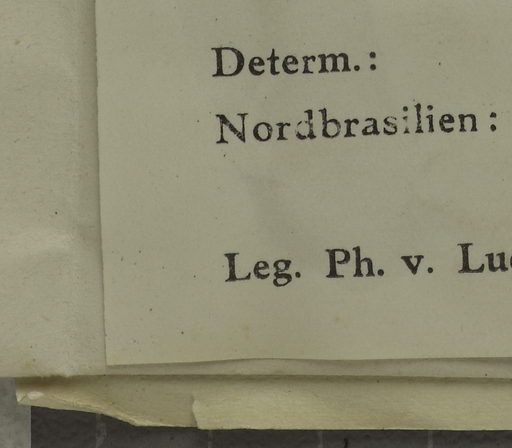 Determ.:
Nordbrasilien:
Leg. Ph. v.